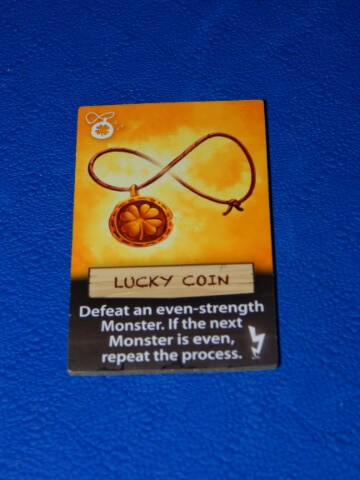 LUCKY COIN
Defeat an even-strength
Monster. If the next
Monster is even,
repeat the process.